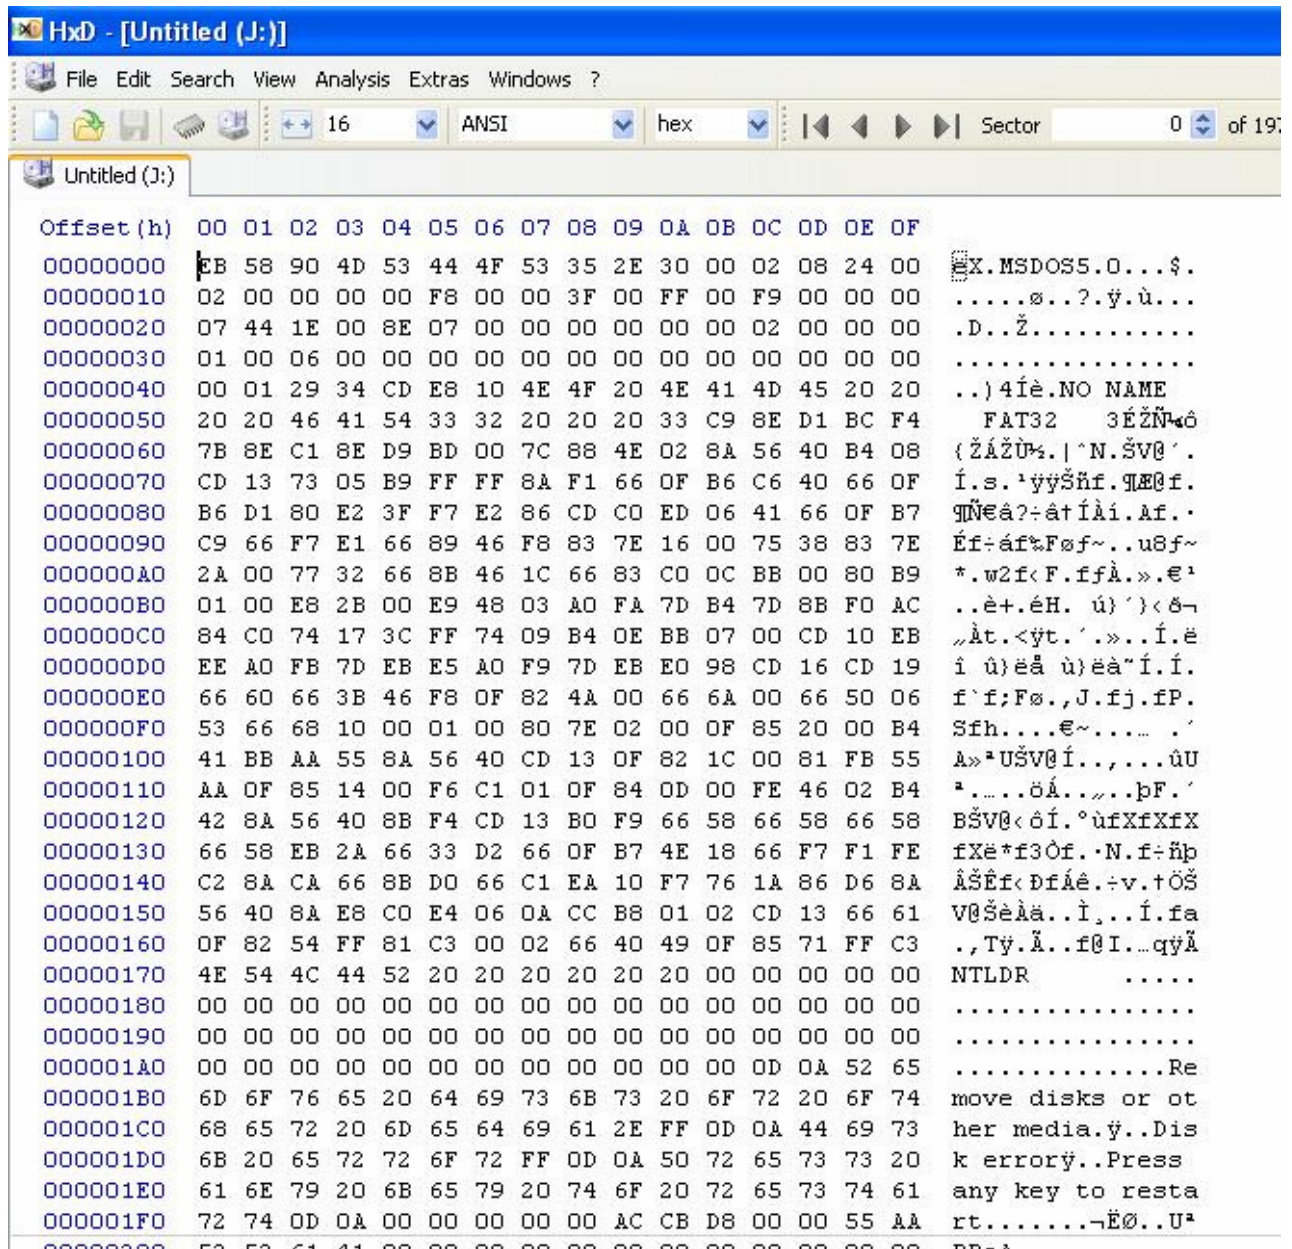 HxD - [Untitled (J:)]
File Edit Search View Analysis Extras Windows ?
16 ANSI hex Sector 0 of 197
Untitled (J:)
Offset(h) 00 01 02 03 04 05 06 07 08 09 0A 0B 0C 0D 0E 0F
00000000 EB 58 90 4D 53 44 4F 53 35 2E 30 00 02 08 24 00 ëX.MSDOS5.0...$.
00000010 02 00 00 00 00 F8 00 00 3F 00 FF 00 F9 00 00 00 .....ø..?.ÿ.ù...
00000020 07 44 1E 00 8E 07 00 00 00 00 00 00 02 00 00 00 .D..Ž...........
00000030 01 00 06 00 00 00 00 00 00 00 00 00 00 00 00 00 ................
00000040 00 01 29 34 CD E8 10 4E 4F 20 4E 41 4D 45 20 20 ..)4Íè.NO NAME
00000050 20 20 46 41 54 33 32 20 20 20 33 C9 8E D1 BC F4 FAT32 3ÉŽÑ¼ô
00000060 7B 8E C1 8E D9 BD 00 7C 88 4E 02 8A 56 40 B4 08 {ŽÁŽÙ½.|ˆN.ŠV@´.
00000070 CD 13 73 05 B9 FF FF 8A F1 66 0F B6 C6 40 66 0F Í.s.¹ÿÿŠñf.¶Æ@f.
00000080 B6 D1 80 E2 3F F7 E2 86 CD C0 ED 06 41 66 0F B7 ¶Ñ€â?÷â†ÍÀí.Af.·
00000090 C9 66 F7 E1 66 89 46 F8 83 7E 16 00 75 38 83 7E Éf÷áf‰Føƒ~..u8ƒ~
000000A0 2A 00 77 32 66 8B 46 1C 66 83 C0 0C BB 00 80 B9 *.w2f‹F.fƒÀ.».€¹
000000B0 01 00 E8 2B 00 E9 48 03 A0 FA 7D B4 7D 8B F0 AC ..è+.éH. ú}´}‹ð¬
000000C0 84 C0 74 17 3C FF 74 09 B4 0E BB 07 00 CD 10 EB „Àt.<ÿt.´.»..Í.ë
000000D0 EE A0 FB 7D EB E5 A0 F9 7D EB E0 98 CD 16 CD 19 î û}ëå ù}ëà˜Í.Í.
000000E0 66 60 66 3B 46 F8 0F 82 4A 00 66 6A 00 66 50 06 f`f;Fø.‚J.fj.fP.
000000F0 53 66 68 10 00 01 00 80 7E 02 00 0F 85 20 00 B4 Sfh....€~...… .´
00000100 41 BB AA 55 8A 56 40 CD 13 0F 82 1C 00 81 FB 55 A»ªUŠV@Í..‚...ûU
00000110 AA 0F 85 14 00 F6 C1 01 0F 84 0D 00 FE 46 02 B4 ª.…..öÁ..„..þF.´
00000120 42 8A 56 40 8B F4 CD 13 B0 F9 66 58 66 58 66 58 BŠV@‹ôÍ.°ùfXfXfX
00000130 66 58 EB 2A 66 33 D2 66 0F B7 4E 18 66 F7 F1 FE fXë*f3Òf.·N.f÷ñþ
00000140 C2 8A CA 66 8B D0 66 C1 EA 10 F7 76 1A 86 D6 8A ÂŠÊf‹ÐfÁê.÷v.†ÖŠ
00000150 56 40 8A E8 C0 E4 06 0A CC B8 01 02 CD 13 66 61 V@ŠèÀä..Ì¸..Í.fa
00000160 0F 82 54 FF 81 C3 00 02 66 40 49 0F 85 71 FF C3 .‚Tÿ.Ã..f@I.…qÿÃ
00000170 4E 54 4C 44 52 20 20 20 20 20 20 00 00 00 00 00 NTLDR .....
00000180 00 00 00 00 00 00 00 00 00 00 00 00 00 00 00 00 ................
00000190 00 00 00 00 00 00 00 00 00 00 00 00 00 00 00 00 ................
000001A0 00 00 00 00 00 00 00 00 00 00 00 00 0D 0A 52 65 ..............Re
000001B0 6D 6F 76 65 20 64 69 73 6B 73 20 6F 72 20 6F 74 move disks or ot
000001C0 68 65 72 20 6D 65 64 69 61 2E FF 0D 0A 44 69 73 her media.ÿ..Dis
000001D0 6B 20 65 72 72 6F 72 FF 0D 0A 50 72 65 73 73 20 k errorÿ..Press
000001E0 61 6E 79 20 6B 65 79 20 74 6F 20 72 65 73 74 61 any key to resta
000001F0 72 74 0D 0A 00 00 00 00 00 AC CB D8 00 00 55 AA rt.......¬ËØ..Uª